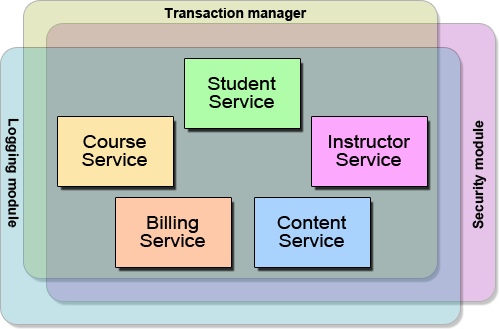 Transaction manager
Logging module
Security module
Student
Service
Course
Service
Instructor
Service
Billing
Service
Content
Service